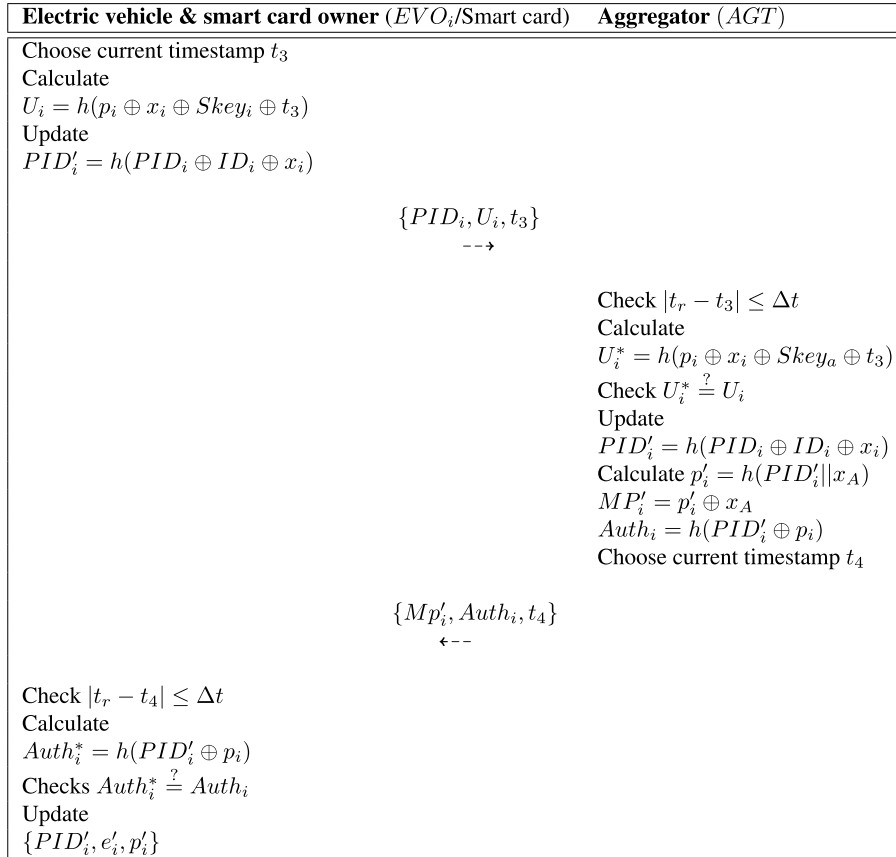 Electric vehicle & smart card owner (EVO_i/Smart card) Aggregator (AGT)
Choose current timestamp t_3
Calculate
U_i = h(p_i ⊕ x_i ⊕ Skey_i ⊕ t_3)
Update
PID'_i = h(PID_i ⊕ ID_i ⊕ x_i)
{PID_i, U_i, t_3}
-->
Check |t_r − t_3| ≤ Δt
Calculate
U*_i = h(p_i ⊕ x_i ⊕ Skey_a ⊕ t_3)
Check U*_i ≟ U_i
Update
PID'_i = h(PID_i ⊕ ID_i ⊕ x_i)
Calculate p'_i = h(PID'_i||x_A)
MP'_i = p'_i ⊕ x_A
Auth_i = h(PID'_i ⊕ p_i)
Choose current timestamp t_4
{Mp'_i, Auth_i, t_4}
<--
Check |t_r − t_4| ≤ Δt
Calculate
Auth*_i = h(PID'_i ⊕ p_i)
Checks Auth*_i ≟ Auth_i
Update
{PID'_i, e'_i, p'_i}